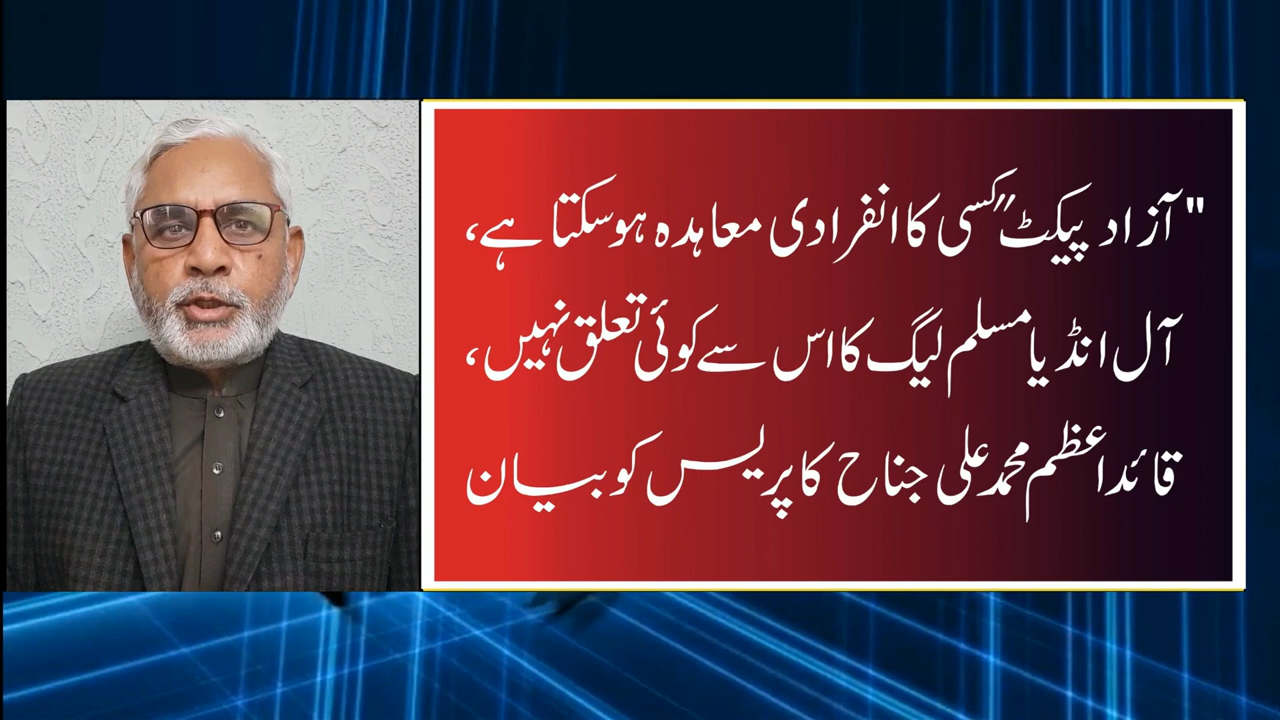 "آزاد پیکٹ" کسی کا انفرادی معاہدہ ہو سکتا ہے،
آل انڈیا مسلم لیگ کا اس سے کوئی تعلق نہیں،
قائداعظم محمد علی جناح کا پریس کو بیان